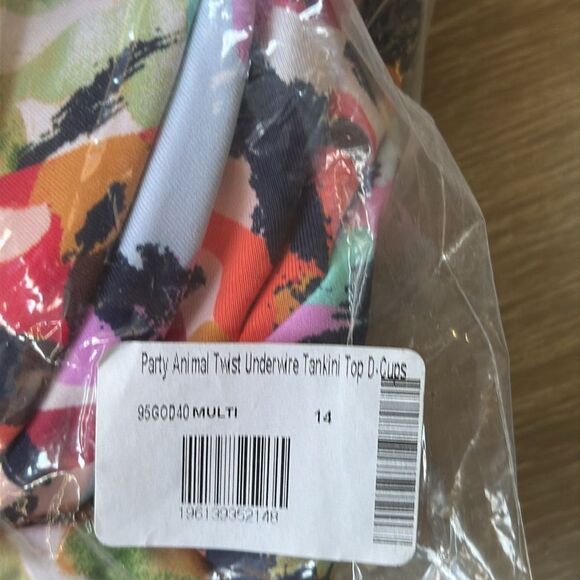 Party Animal Twist Underwire Tankini Top D-Cups
95GOD40 MULTI 14
196139352148